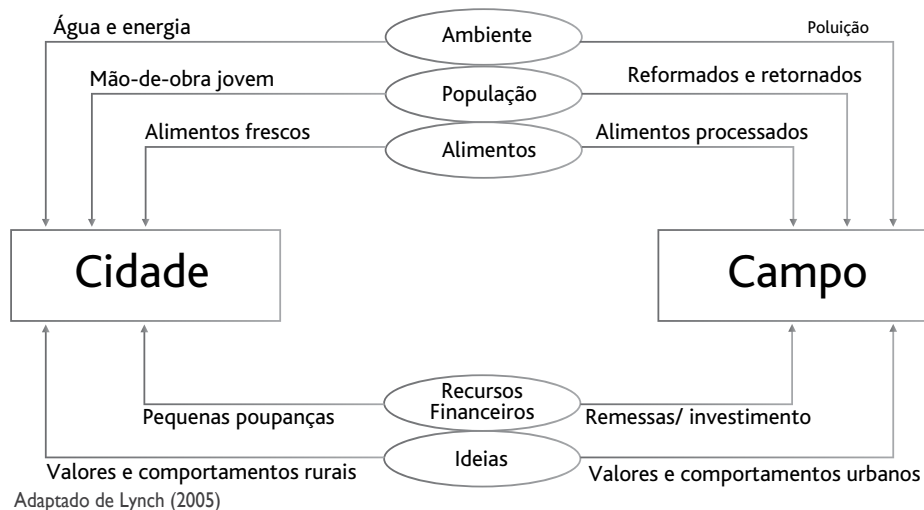 Água e energia
Ambiente
Poluição
Mão-de-obra jovem
População
Reformados e retornados
Alimentos frescos
Alimentos
Alimentos processados
Cidade
Campo
Recursos
Financeiros
Pequenas poupanças
Remessas/ investimento
Ideias
Valores e comportamentos rurais
Valores e comportamentos urbanos
Adaptado de Lynch (2005)